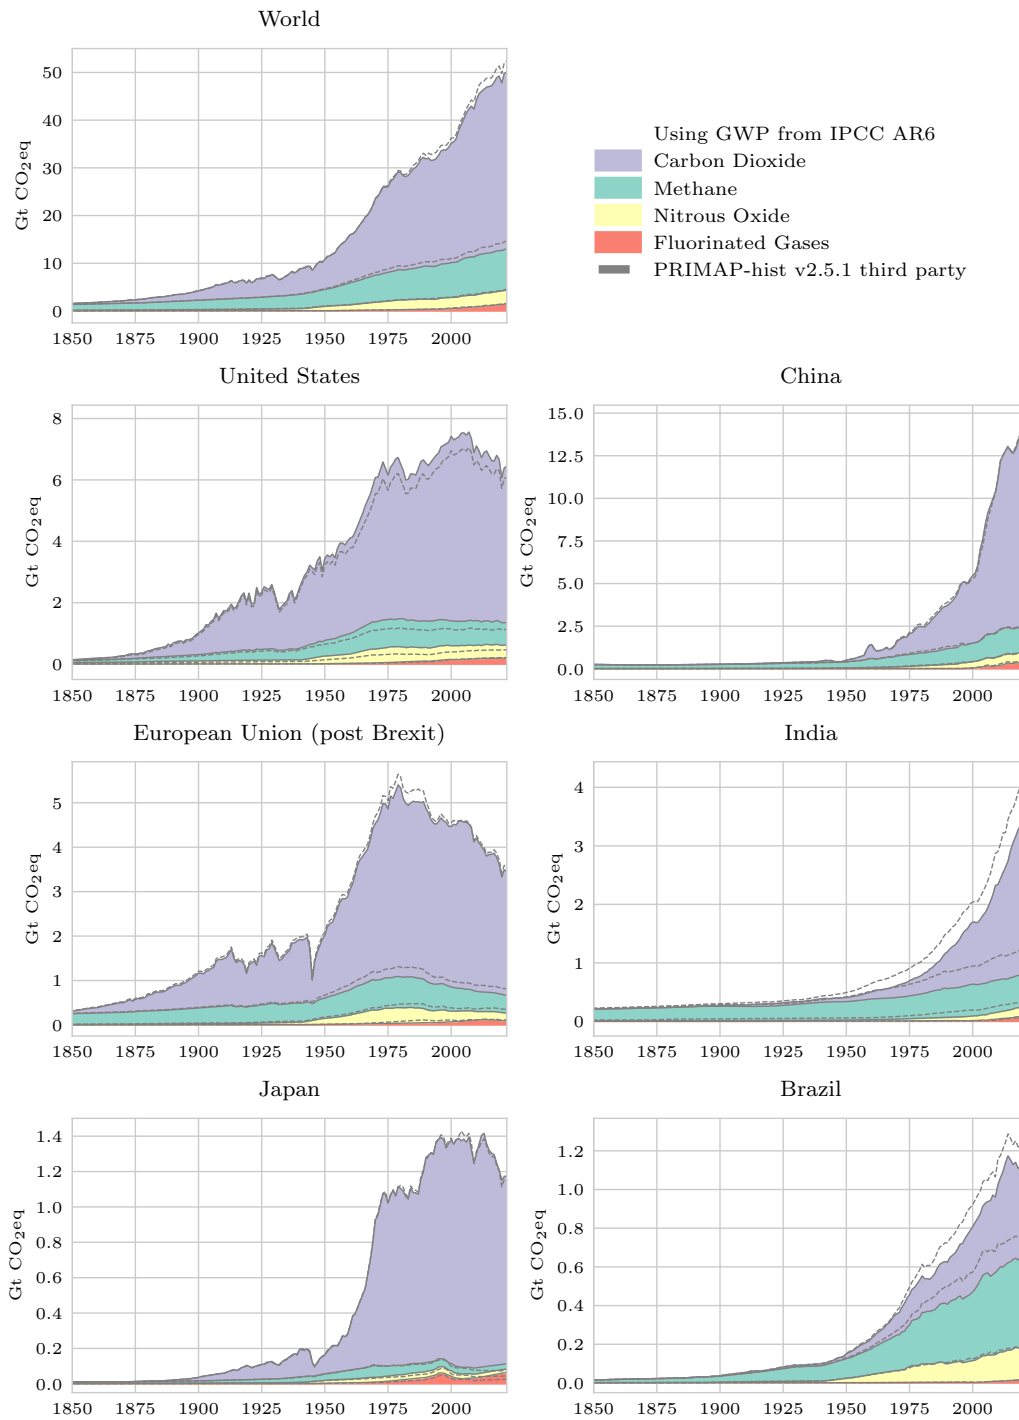 World
Gt CO2eq
50
40
30
20
10
0
1850 1875 1900 1925 1950 1975 2000
Using GWP from IPCC AR6
Carbon Dioxide
Methane
Nitrous Oxide
Fluorinated Gases
PRIMAP-hist v2.5.1 third party
United States
Gt CO2eq
8
6
4
2
0
1850 1875 1900 1925 1950 1975 2000
China
Gt CO2eq
15.0
12.5
10.0
7.5
5.0
2.5
0.0
1850 1875 1900 1925 1950 1975 2000
European Union (post Brexit)
Gt CO2eq
5
4
3
2
1
0
1850 1875 1900 1925 1950 1975 2000
India
Gt CO2eq
4
3
2
1
0
1850 1875 1900 1925 1950 1975 2000
Japan
Gt CO2eq
1.4
1.2
1.0
0.8
0.6
0.4
0.2
0.0
1850 1875 1900 1925 1950 1975 2000
Brazil
Gt CO2eq
1.2
1.0
0.8
0.6
0.4
0.2
0.0
1850 1875 1900 1925 1950 1975 2000